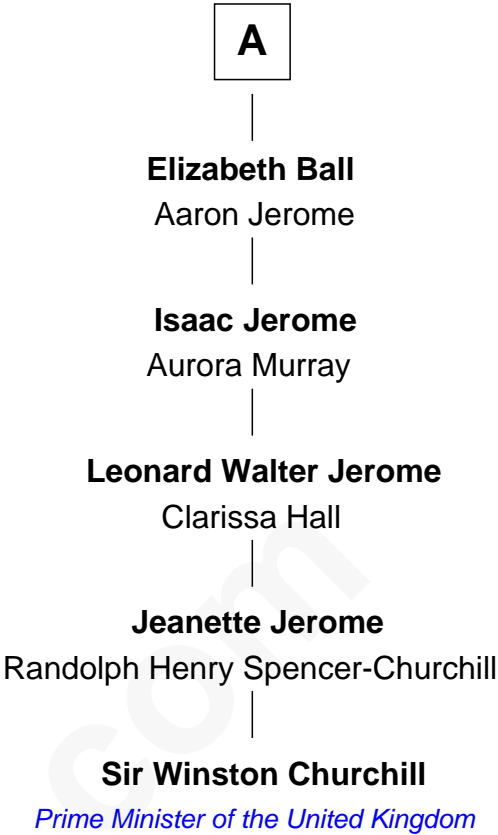 A
Elizabeth Ball
Aaron Jerome
Isaac Jerome
Aurora Murray
Leonard Walter Jerome
Clarissa Hall
Jeanette Jerome
Randolph Henry Spencer-Churchill
Sir Winston Churchill
Prime Minister of the United Kingdom
com